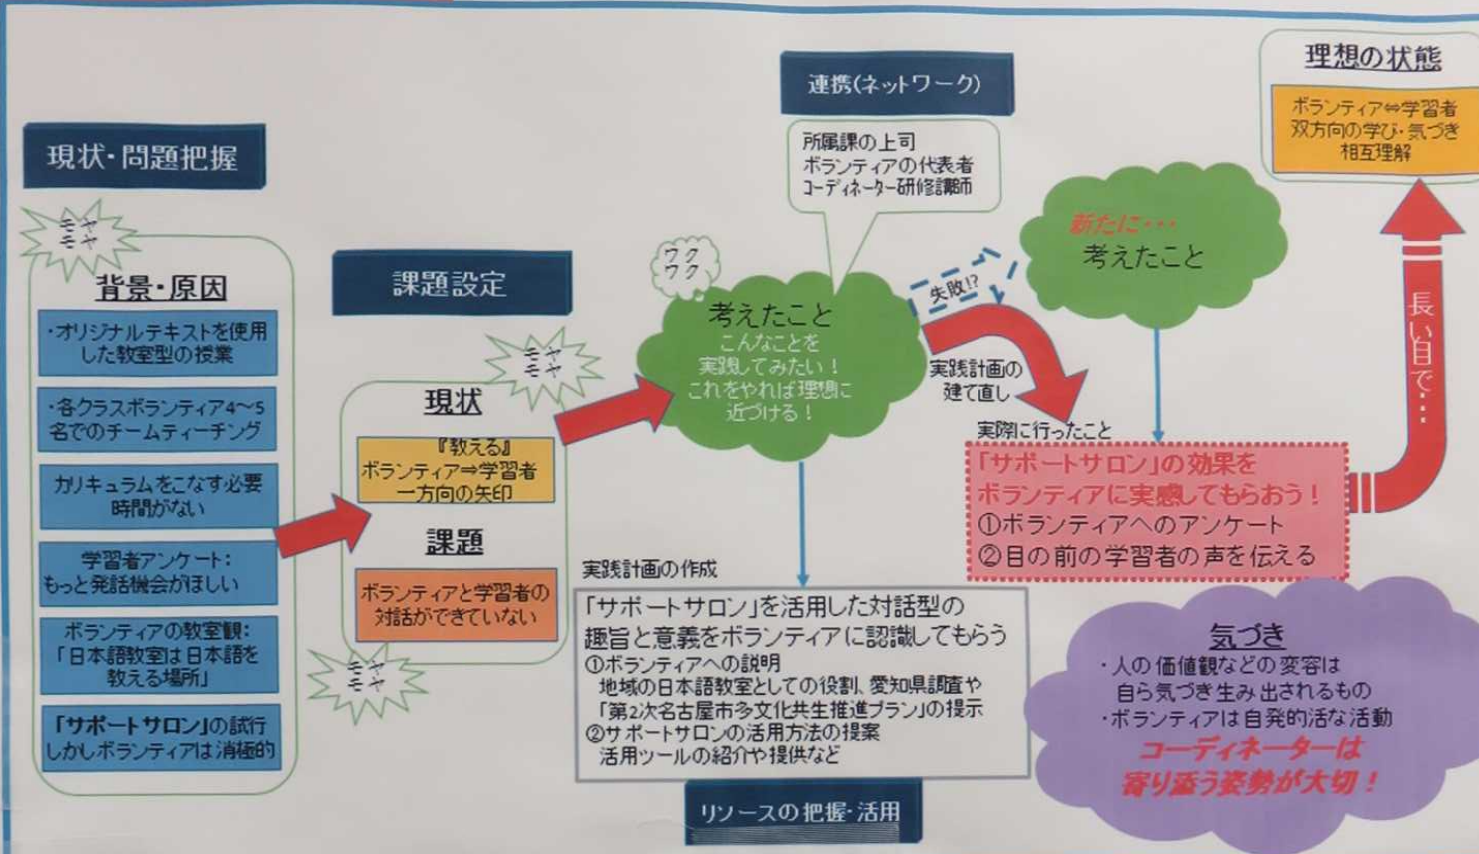 現状・問題把握
モヤ
モヤ
背景・原因
・オリジナルテキストを使用
した教室型の授業
・各クラスボランティア4～5
名でのチームティーチング
カリキュラムをこなす必要
時間がない
学習者アンケート：
もっと発話機会がほしい
ボランティアの教室観：
「日本語教室は日本語を
教える場所」
「サポートサロン」の試行
しかしボランティアは消極的
課題設定
モヤ
モヤ
現状
『教える』
ボランティア⇒学習者
一方向の矢印
課題
ボランティアと学習者の
対話ができていない
モヤ
モヤ
連携(ネットワーク)
所属課の上司
ボランティアの代表者
コーディネーター研修講師
ワク
ワク
考えたこと
こんなことを
実践してみたい！
これをやれば理想に
近づける！
失敗!?
実践計画の
建て直し
新たに・・・
考えたこと
実際に行ったこと
「サポートサロン」の効果を
ボランティアに実感してもらおう！
①ボランティアへのアンケート
②目の前の学習者の声を伝える
実践計画の作成
「サポートサロン」を活用した対話型の
趣旨と意義をボランティアに認識してもらう
①ボランティアへの説明
地域の日本語教室としての役割、愛知県調査や
「第2次名古屋市多文化共生推進プラン」の提示
②サポートサロンの活用方法の提案
活用ツールの紹介や提供など
リソースの把握・活用
理想の状態
ボランティア⇔学習者
双方向の学び・気づき
相互理解
長い目で・・・
気づき
・人の価値観などの変容は
自ら気づき生み出されるもの
・ボランティアは自発的活な活動
コーディネーターは
寄り添う姿勢が大切！